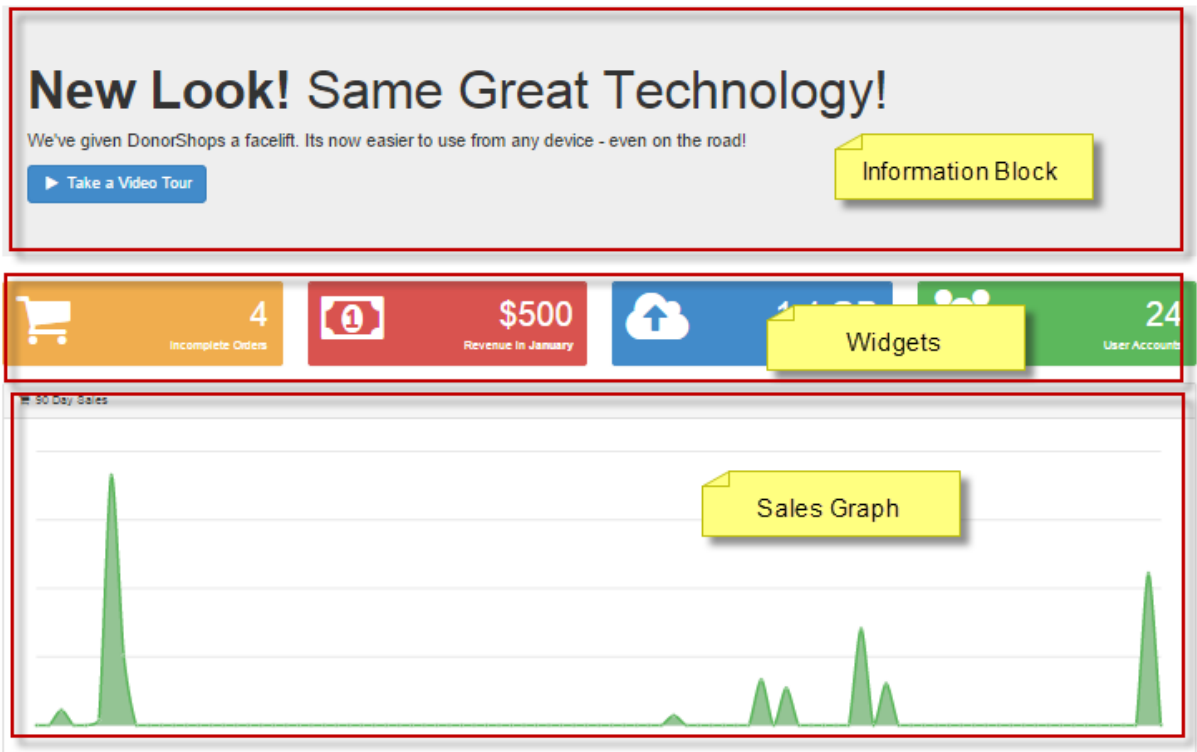 New Look! Same Great Technology!
We've given DonorShops a facelift. Its now easier to use from any device - even on the road!
Take a Video Tour
Information Block
4
Incomplete Orders
1
$500
Revenue In January
24
User Accounts
Widgets
90 Day Sales
Sales Graph